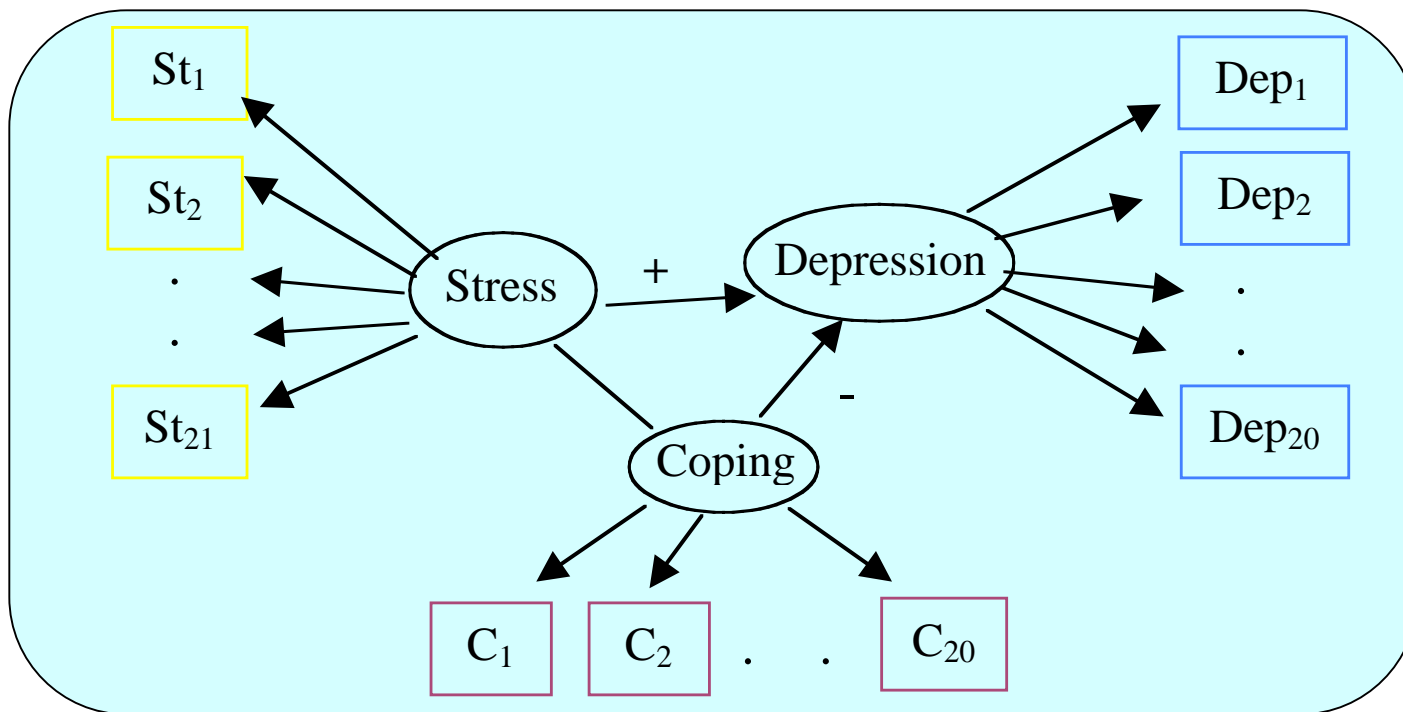 St₁
Dep₁
St₂
Dep₂
+
Depression
Stress
.
.
.
.
-
St₂₁
Dep₂₀
Coping
C₁ C₂ . . C₂₀